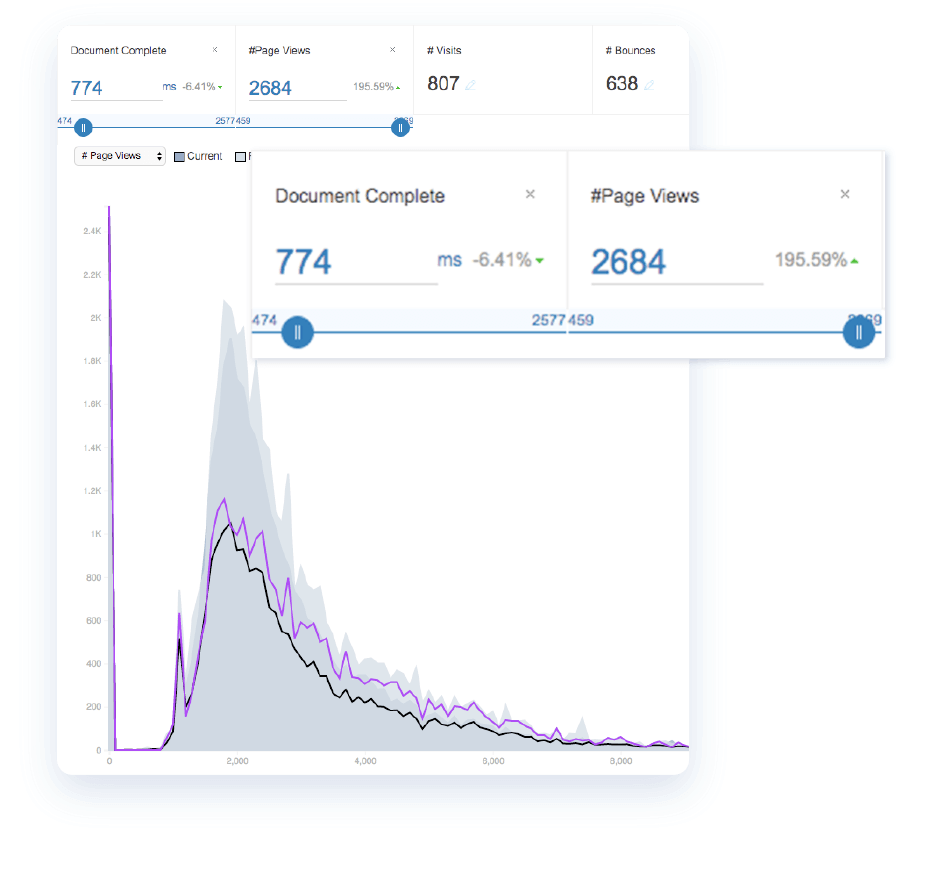 Document Complete × #Page Views × # Visits # Bounces
774 ms -6.41% 2684 195.59% 807 638
474 2577 459
# Page Views Current
Document Complete × #Page Views ×
774 ms -6.41% 2684 195.59%
474 2577 459
2.4K
2.2K
2K
1.8K
1.6K
1.4K
1.2K
1K
800
600
400
200
0
0 2,000 4,000 6,000 8,000